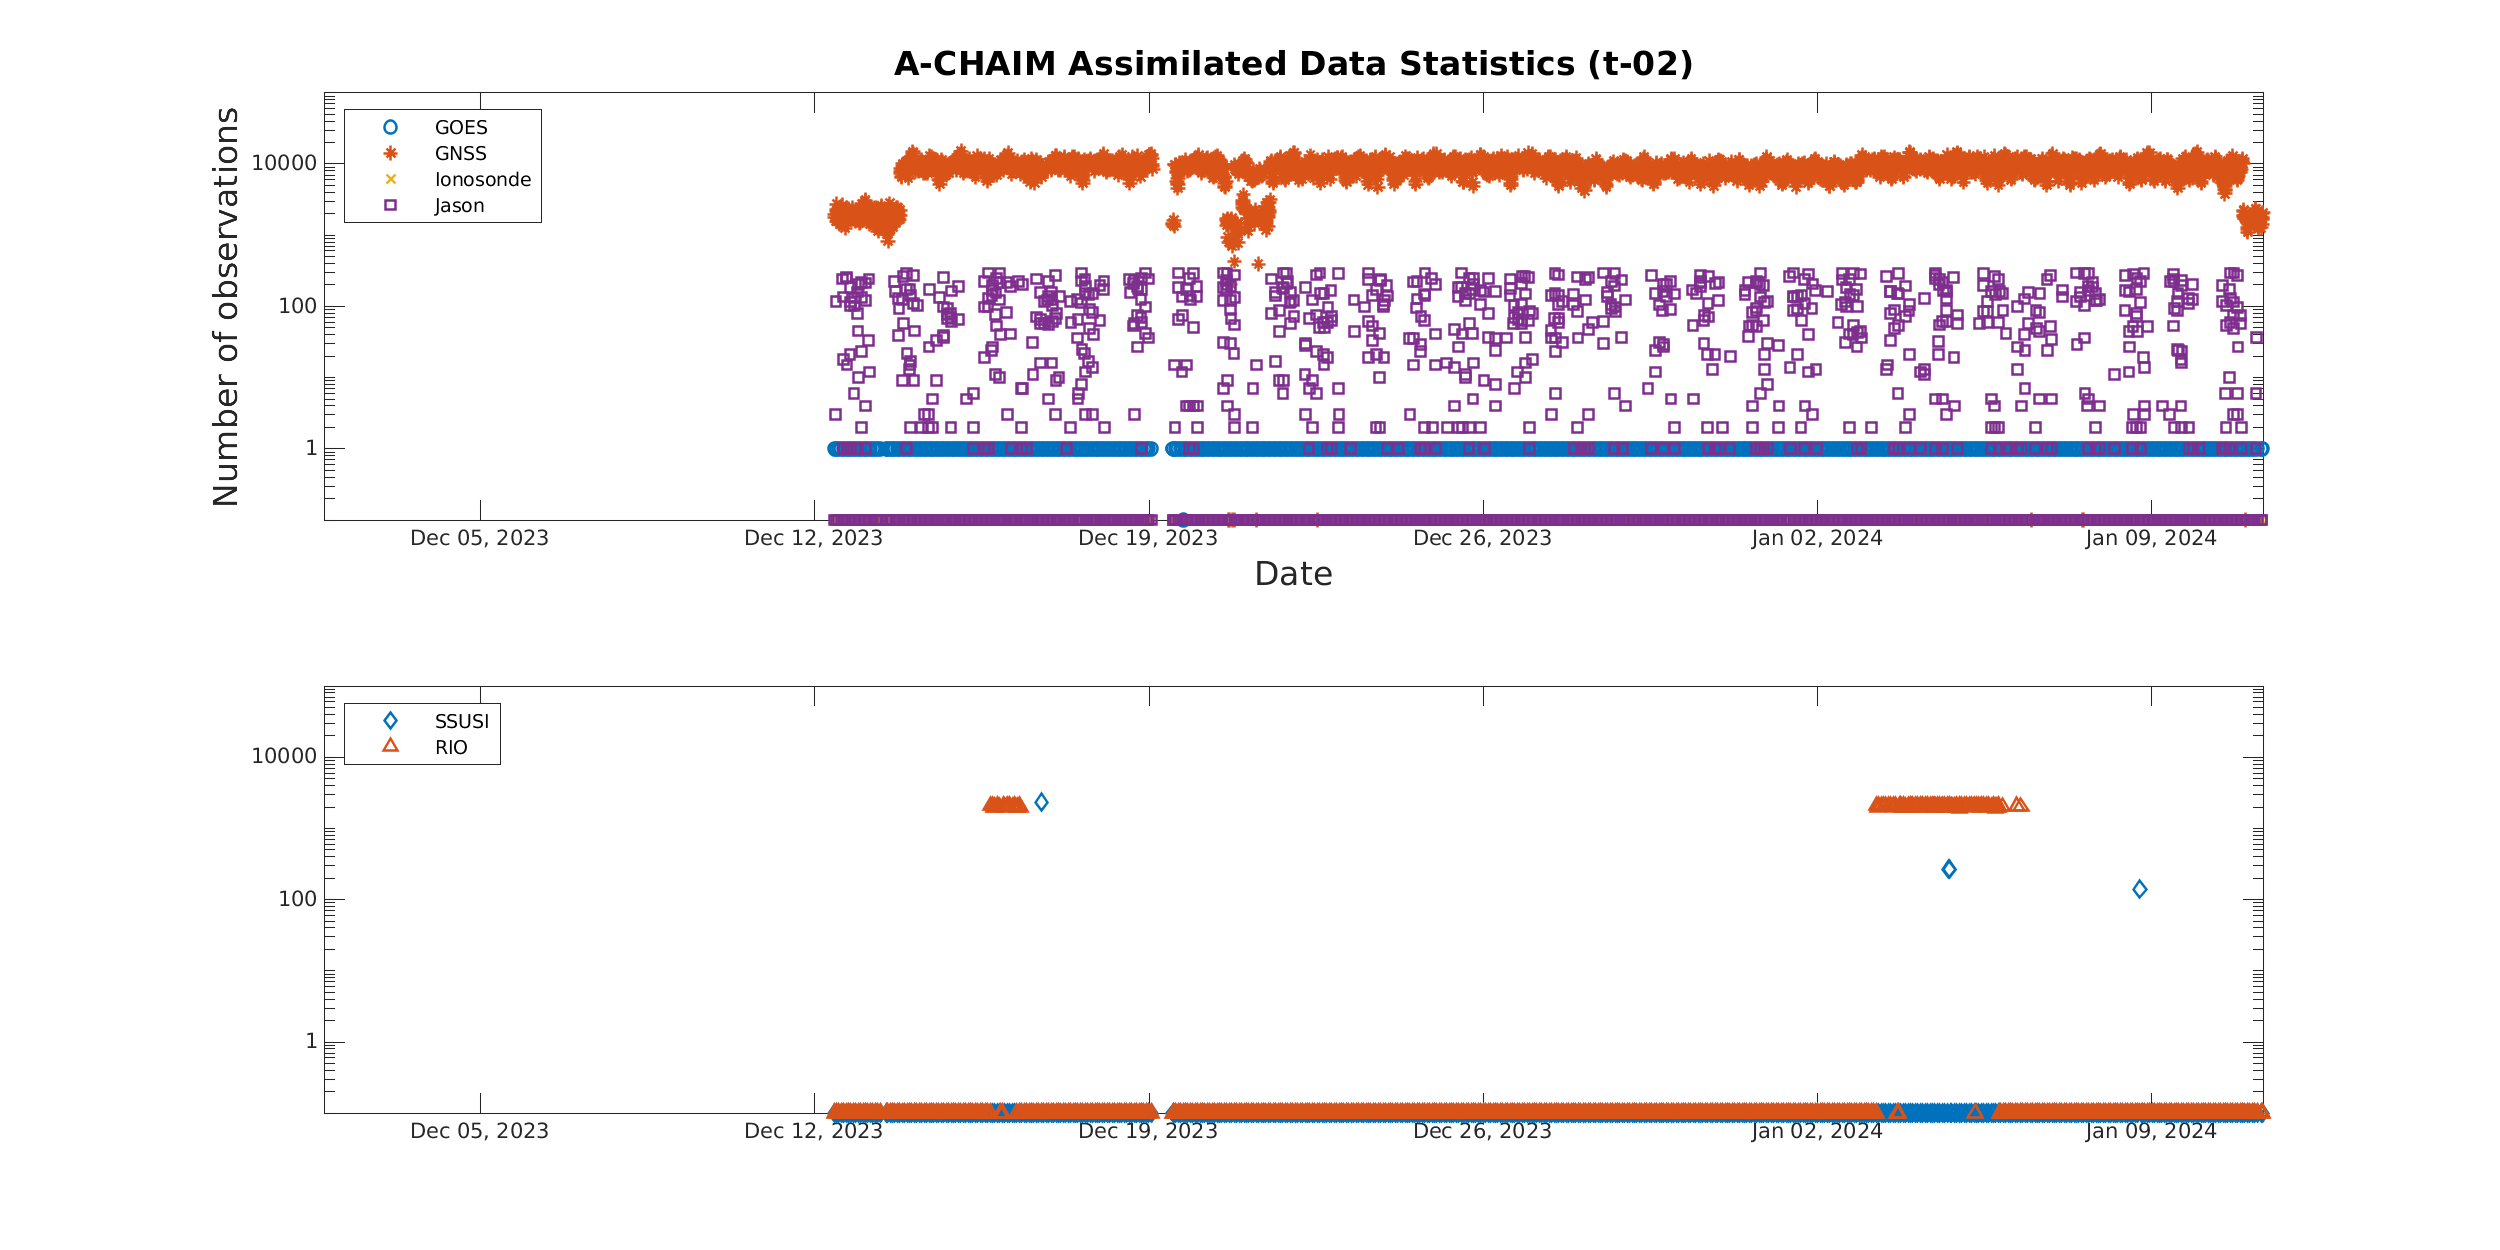 A-CHAIM Assimilated Data Statistics (t-02)
Number of observations
10000
100
1
GOES
GNSS
Ionosonde
Jason
Dec 05, 2023
Dec 12, 2023
Dec 19, 2023
Dec 26, 2023
Jan 02, 2024
Jan 09, 2024
Date
10000
100
1
SSUSI
RIO
Dec 05, 2023
Dec 12, 2023
Dec 19, 2023
Dec 26, 2023
Jan 02, 2024
Jan 09, 2024